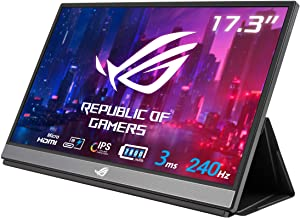 17.3"
REPUBLIC OF
GAMERS
Micro
HDMI
IPS
3ms
240Hz